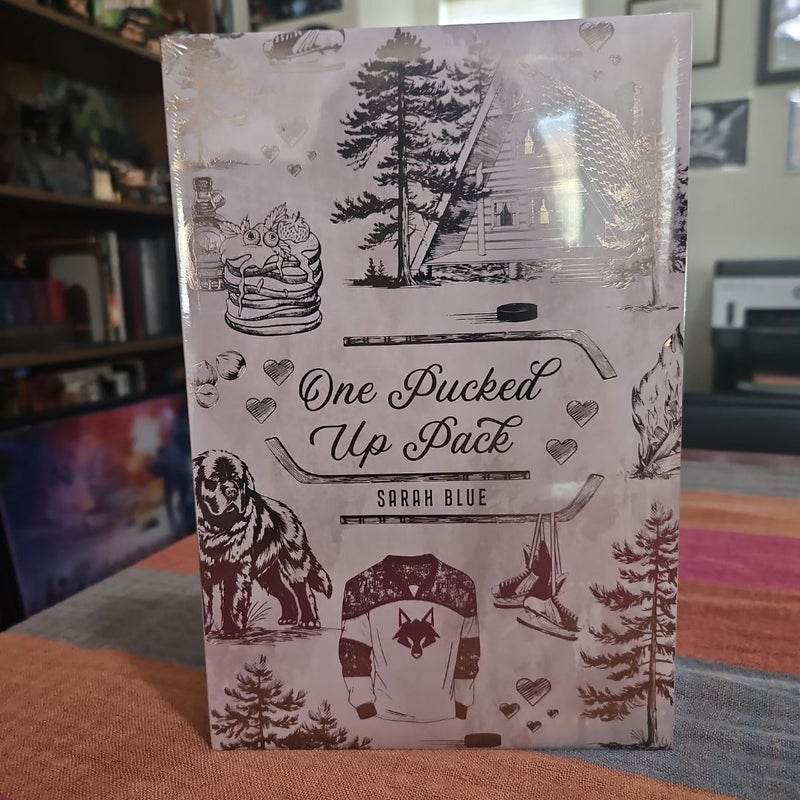 One Pucked
Up Pack
SARAH BLUE